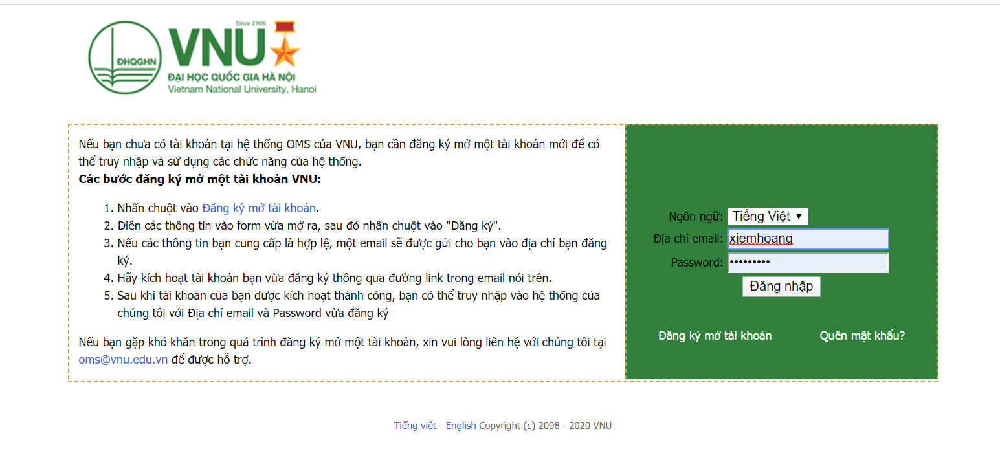 Since 1906
ĐHQGHN
VNU
ĐẠI HỌC QUỐC GIA HÀ NỘI
Vietnam National University, Hanoi
Nếu bạn chưa có tài khoản tại hệ thống OMS của VNU, bạn cần đăng ký mở một tài khoản mới để có
thể truy nhập và sử dụng các chức năng của hệ thống.
Các bước đăng ký mở một tài khoản VNU:
1. Nhấn chuột vào Đăng ký mở tài khoản.
2. Điền các thông tin vào form vừa mở ra, sau đó nhấn chuột vào "Đăng ký".
3. Nếu các thông tin bạn cung cấp là hợp lệ, một email sẽ được gửi cho bạn vào địa chỉ bạn đăng
ký.
4. Hãy kích hoạt tài khoản bạn vừa đăng ký thông qua đường link trong email nói trên.
5. Sau khi tài khoản của bạn được kích hoạt thành công, bạn có thể truy nhập vào hệ thống của
chúng tôi với Địa chỉ email và Password vừa đăng ký
Nếu bạn gặp khó khăn trong quá trình đăng ký mở một tài khoản, xin vui lòng liên hệ với chúng tôi tại
oms@vnu.edu.vn để được hỗ trợ.
Ngôn ngữ: Tiếng Việt ▼
Địa chỉ email: xiemhoang
Password: •••••••••
Đăng nhập
Đăng ký mở tài khoản Quên mật khẩu?
Tiếng việt - English Copyright (c) 2008 - 2020 VNU